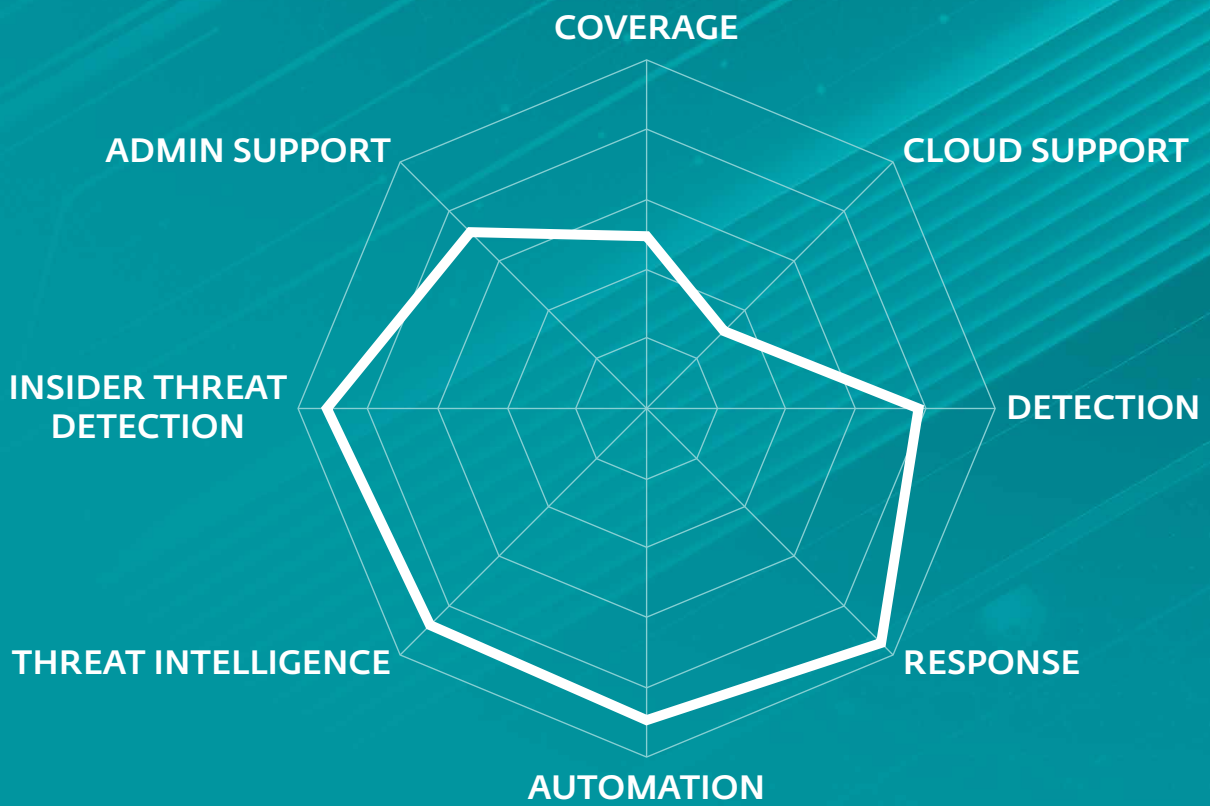 COVERAGE
ADMIN SUPPORT
CLOUD SUPPORT
INSIDER THREAT
DETECTION
DETECTION
THREAT INTELLIGENCE
RESPONSE
AUTOMATION